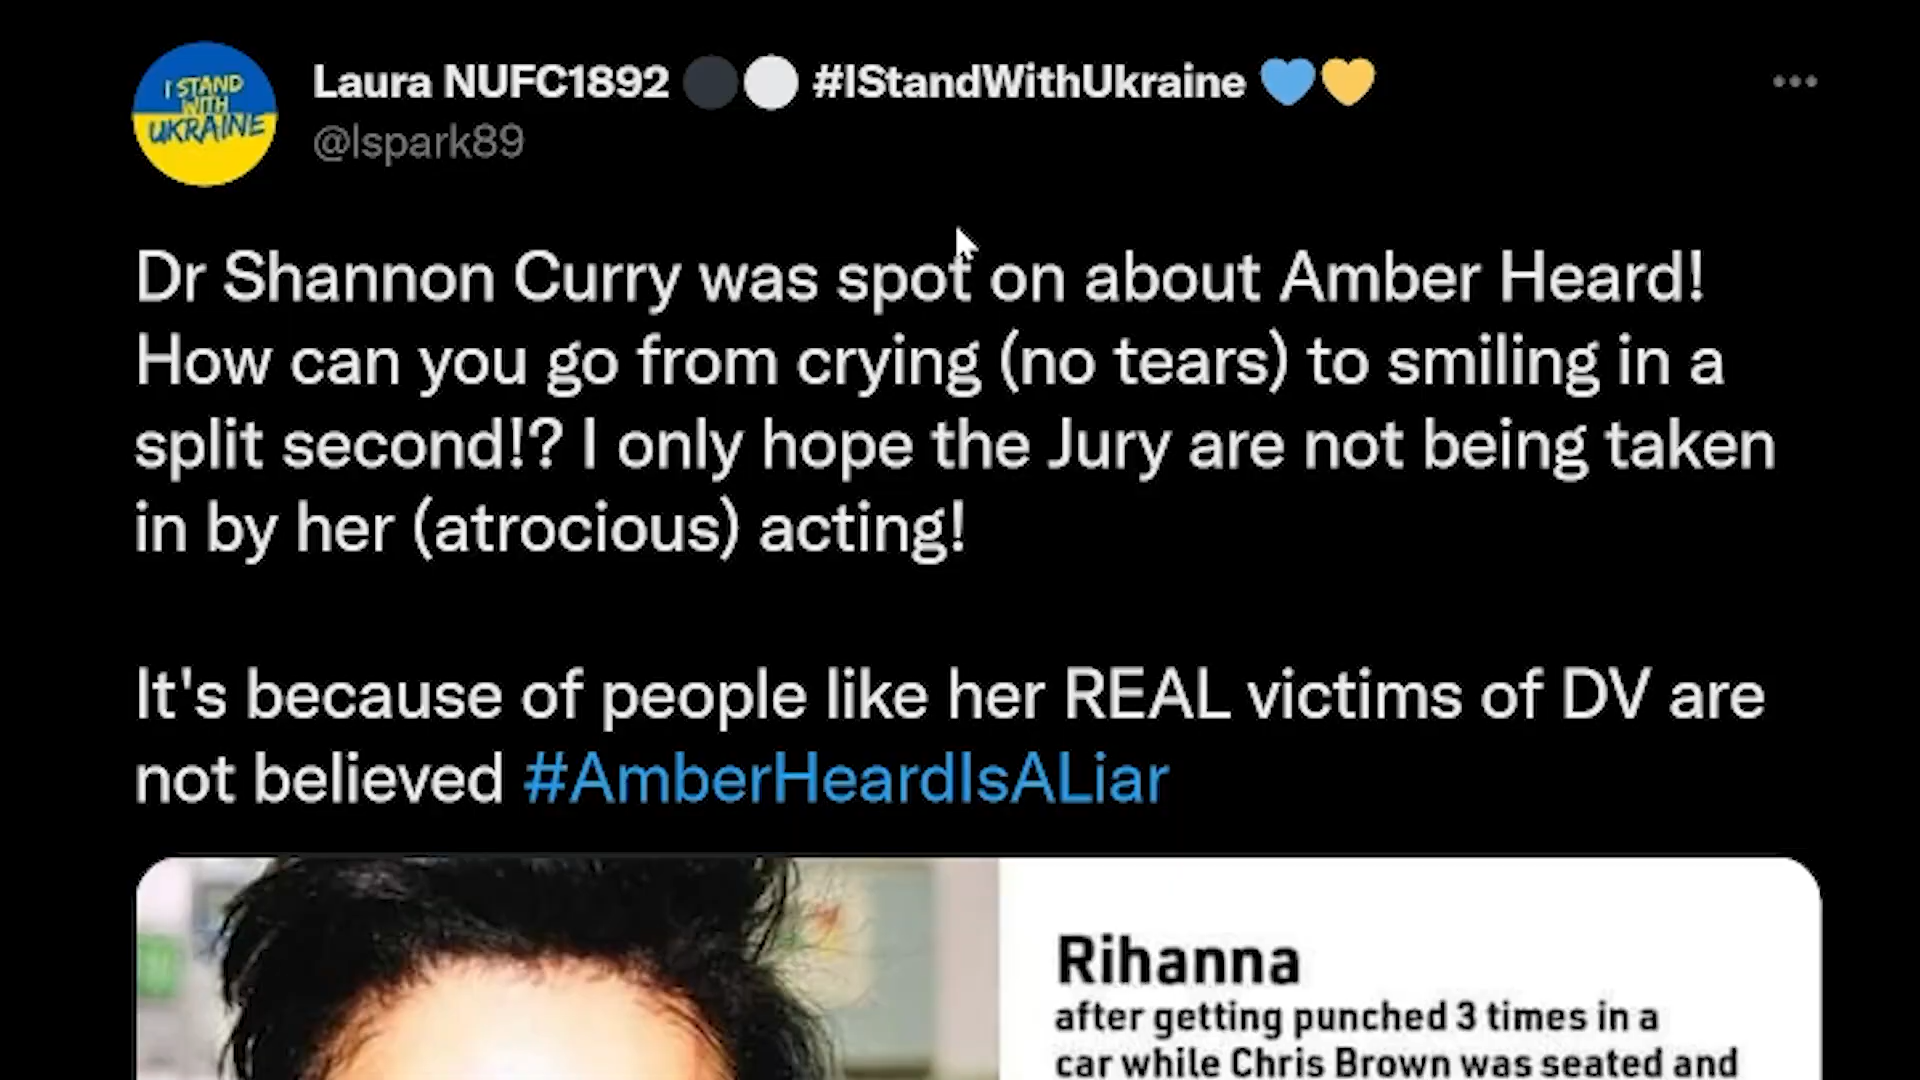 I STAND
WITH
UKRAINE
Laura NUFC1892 #IStandWithUkraine
@lspark89
Dr Shannon Curry was spot on about Amber Heard!
How can you go from crying (no tears) to smiling in a
split second!? I only hope the Jury are not being taken
in by her (atrocious) acting!
It's because of people like her REAL victims of DV are
not believed #AmberHeardIsALiar
Rihanna
after getting punched 3 times in a
car while Chris Brown was seated and